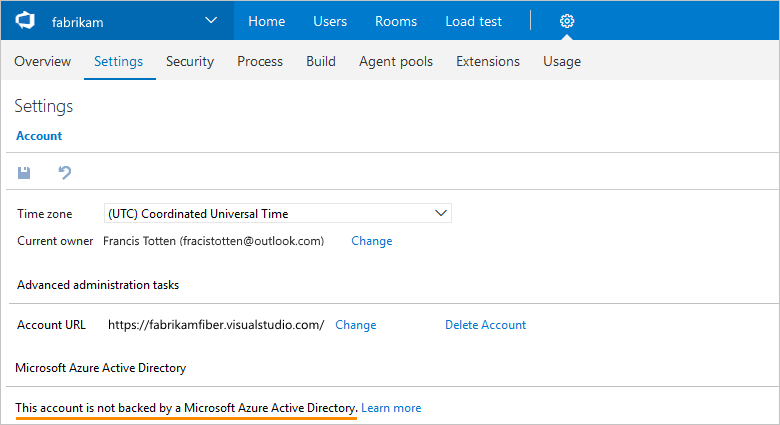 fabrikam Home Users Rooms Load test
Overview Settings Security Process Build Agent pools Extensions Usage
Settings
Account
Time zone (UTC) Coordinated Universal Time
Current owner Francis Totten (fracistotten@outlook.com) Change
Advanced administration tasks
Account URL https://fabrikamfiber.visualstudio.com/ Change Delete Account
Microsoft Azure Active Directory
This account is not backed by a Microsoft Azure Active Directory. Learn more